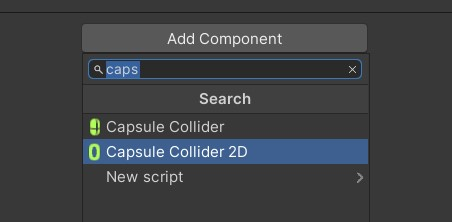 Add Component
caps
Search
Capsule Collider
Capsule Collider 2D
New script